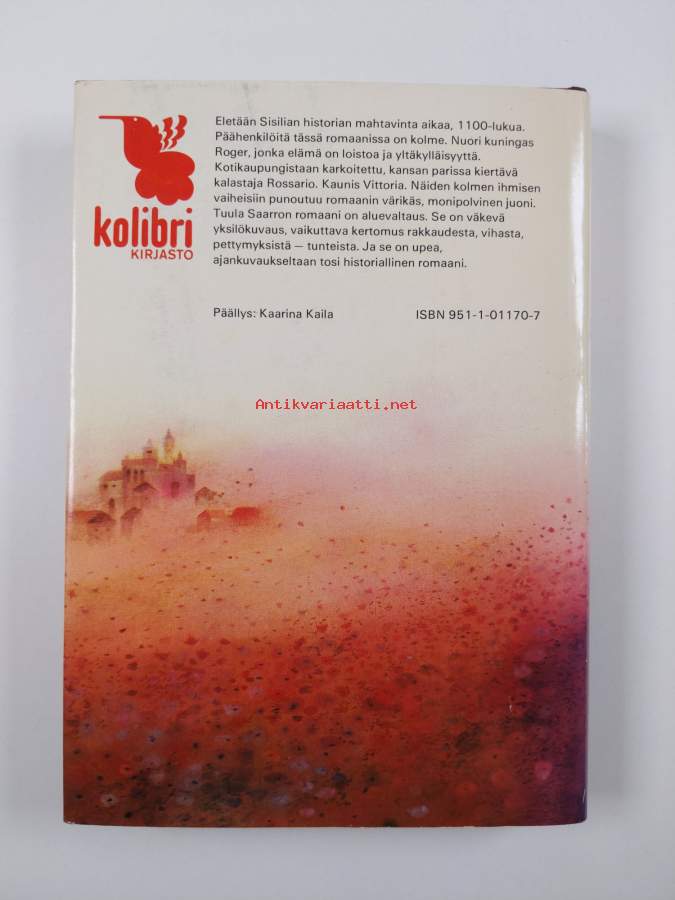 Eletään Sisilian historian mahtavinta aikaa, 1100-lukua.
Päähenkilöitä tässä romaanissa on kolme. Nuori kuningas
Roger, jonka elämä on loistoa ja yltäkylläisyyttä.
Kotikaupungistaan karkoitettu, kansan parissa kiertävä
kalastaja Rossario. Kaunis Vittoria. Näiden kolmen ihmisen
vaiheisiin punoutuu romaanin värikäs, monipolvinen juoni.
Tuula Saarron romaani on aluevaltaus. Se on väkevä
yksilökuvaus, vaikuttava kertomus rakkaudesta, vihasta,
pettymyksistä — tunteista. Ja se on upea,
ajankuvaukseltaan tosi historiallinen romaani.
kolibri
KIRJASTO
Päällys: Kaarina Kaila ISBN 951-1-01170-7
Antikvariaatti.net